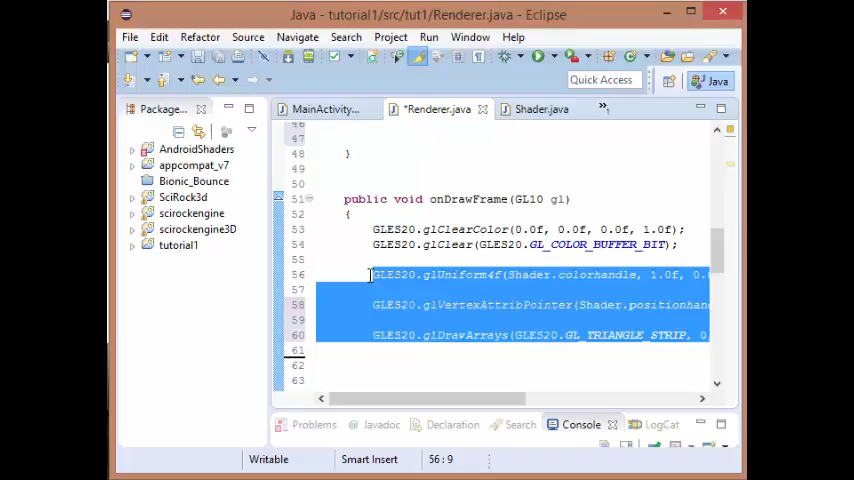 Java - tutorial1/src/tut1/Renderer.java - Eclipse
File Edit Refactor Source Navigate Search Project Run Window Help
Quick Access
Java
Package...
MainActivity...
*Renderer.java
Shader.java
»1
AndroidShaders
appcompat_v7
Bionic_Bounce
SciRock3d
scirockengine
scirockengine3D
tutorial1
46
47
48 }
49
50
51 public void onDrawFrame(GL10 gl)
52 {
53 GLES20.glClearColor(0.0f, 0.0f, 0.0f, 1.0f);
54 GLES20.glClear(GLES20.GL_COLOR_BUFFER_BIT);
55
56 GLES20.glUniform4f(Shader.colorhandle, 1.0f, 0.
57
58 GLES20.glVertexAttribPointer(Shader.positionhan
59
60 GLES20.glDrawArrays(GLES20.GL_TRIANGLE_STRIP, 0
61
62
63
Problems @ Javadoc Declaration Search Console LogCat
Writable Smart Insert 56 : 9